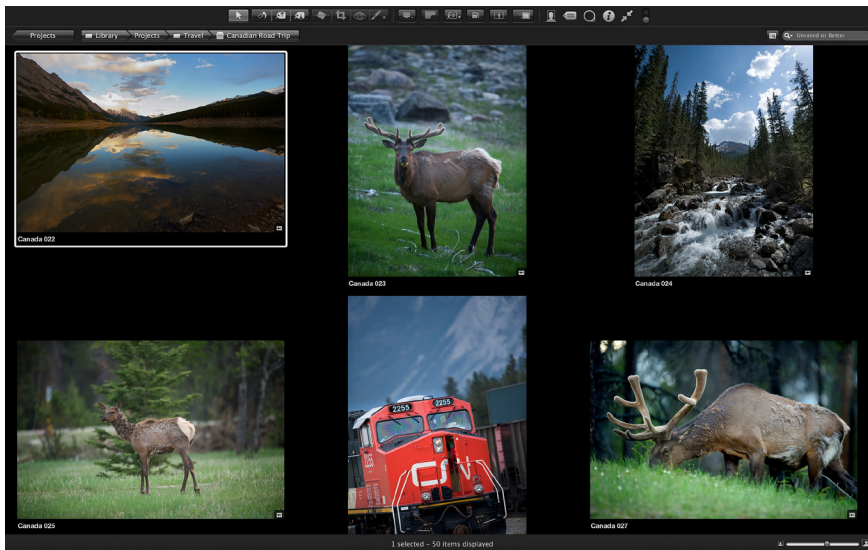 Projects Library Projects Travel Canadian Road Trip Unrated or Better
Canada 022
Canada 023
Canada 024
2255 2255
2255
CN
Canada 025
Canada 027
1 selected – 50 items displayed